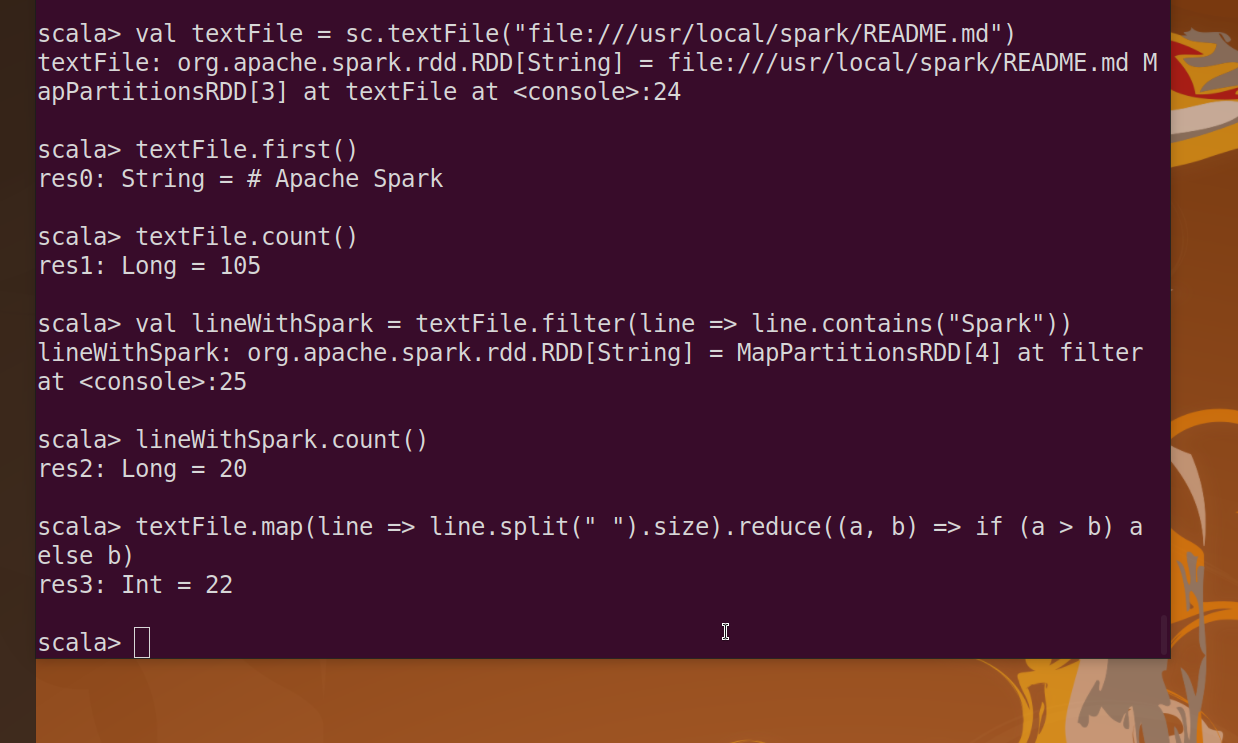 scala> val textFile = sc.textFile("file:///usr/local/spark/README.md")
textFile: org.apache.spark.rdd.RDD[String] = file:///usr/local/spark/README.md M
apPartitionsRDD[3] at textFile at <console>:24
scala> textFile.first()
res0: String = # Apache Spark
scala> textFile.count()
res1: Long = 105
scala> val lineWithSpark = textFile.filter(line => line.contains("Spark"))
lineWithSpark: org.apache.spark.rdd.RDD[String] = MapPartitionsRDD[4] at filter
at <console>:25
scala> lineWithSpark.count()
res2: Long = 20
scala> textFile.map(line => line.split(" ").size).reduce((a, b) => if (a > b) a
else b)
res3: Int = 22
scala>